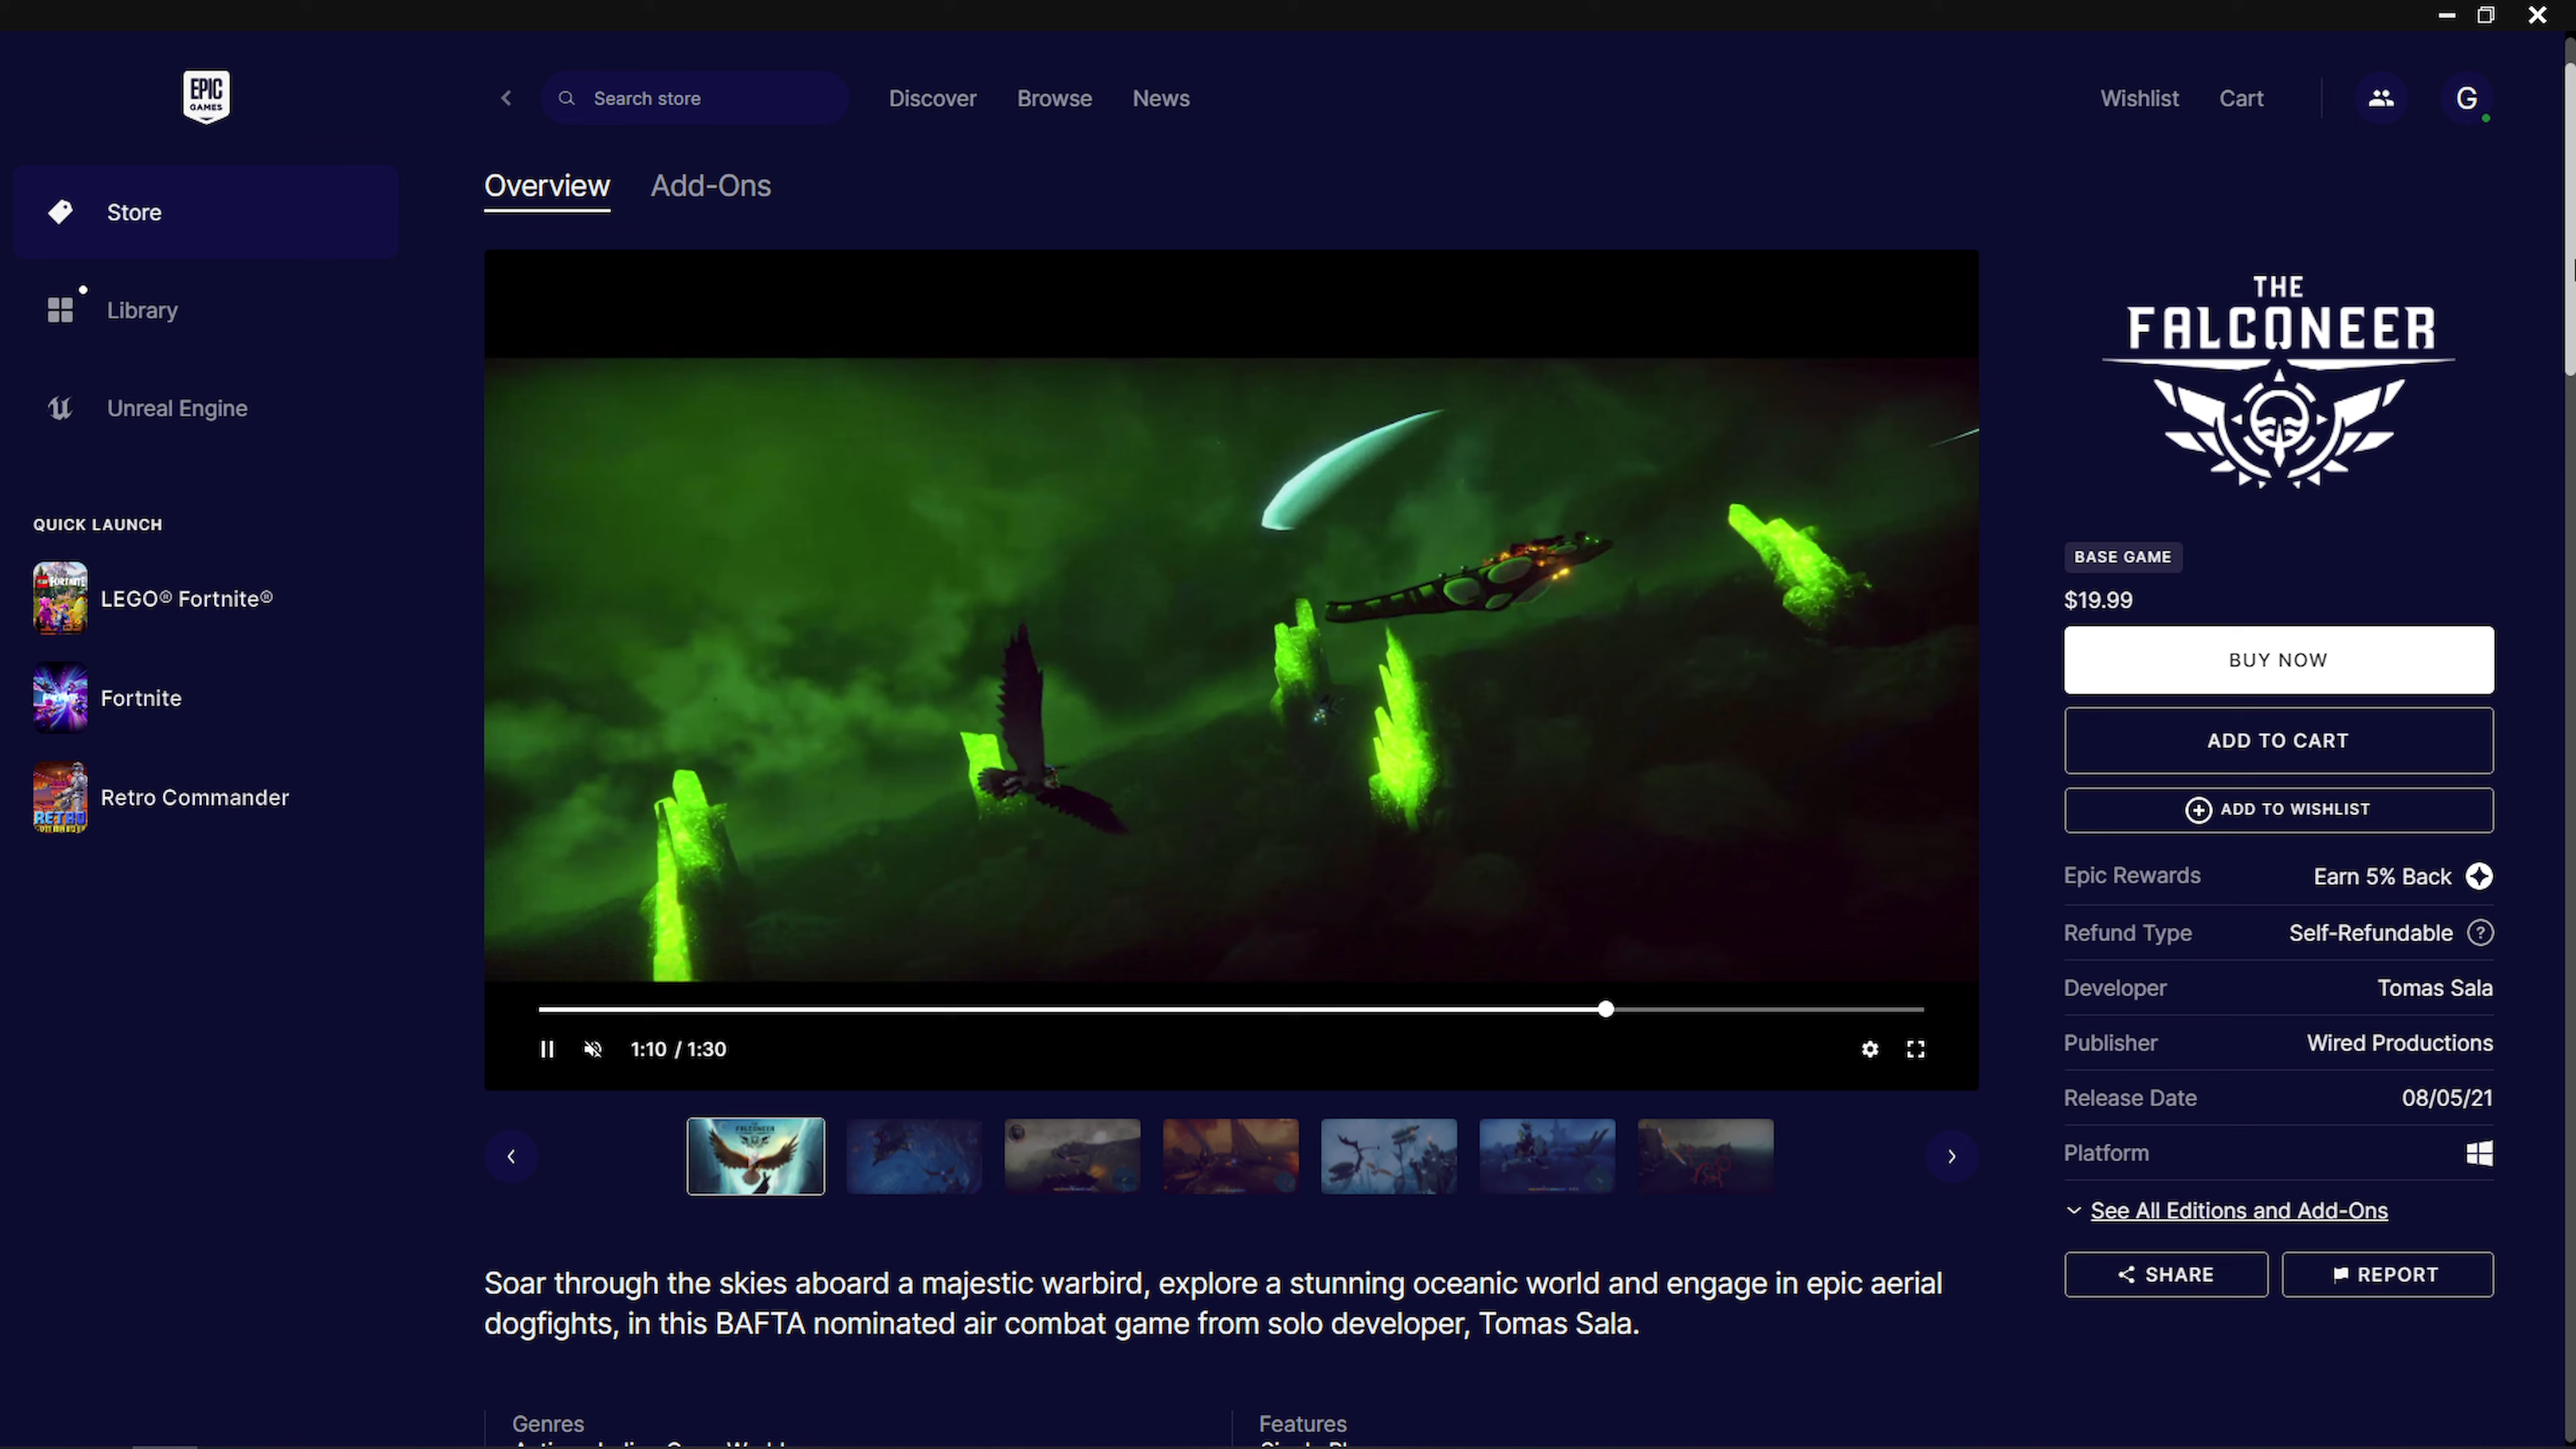 EPIC
GAMES
Search store
Discover
Browse
News
Wishlist
Cart
G
Store
Library
Unreal Engine
QUICK LAUNCH
LEGO® Fortnite®
Fortnite
Retro Commander
Overview
Add-Ons
1:10 / 1:30
THE
FALCONEER
BASE GAME
$19.99
BUY NOW
ADD TO CART
ADD TO WISHLIST
Epic Rewards
Earn 5% Back
Refund Type
Self-Refundable
Developer
Tomas Sala
Publisher
Wired Productions
Release Date
08/05/21
Platform
See All Editions and Add-Ons
SHARE
REPORT
Soar through the skies aboard a majestic warbird, explore a stunning oceanic world and engage in epic aerial
dogfights, in this BAFTA nominated air combat game from solo developer, Tomas Sala.
Genres
Features